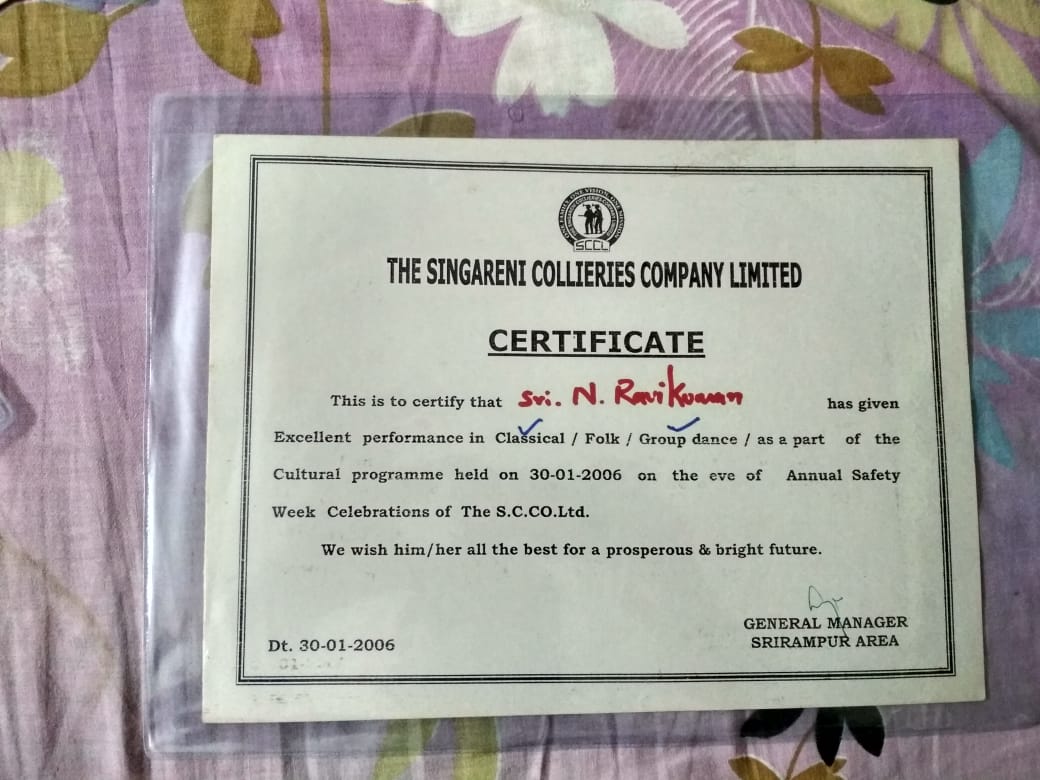 SCCL
THE SINGARENI COLLIERIES COMPANY LIMITED
CERTIFICATE
This is to certify that Sri. N. Ravi Kumar has given
Excellent performance in Classical / Folk / Group dance / as a part of the
Cultural programme held on 30-01-2006 on the eve of Annual Safety
Week Celebrations of The S.C.CO.Ltd.
We wish him/her all the best for a prosperous & bright future.
GENERAL MANAGER
SRIRAMPUR AREA
Dt. 30-01-2006